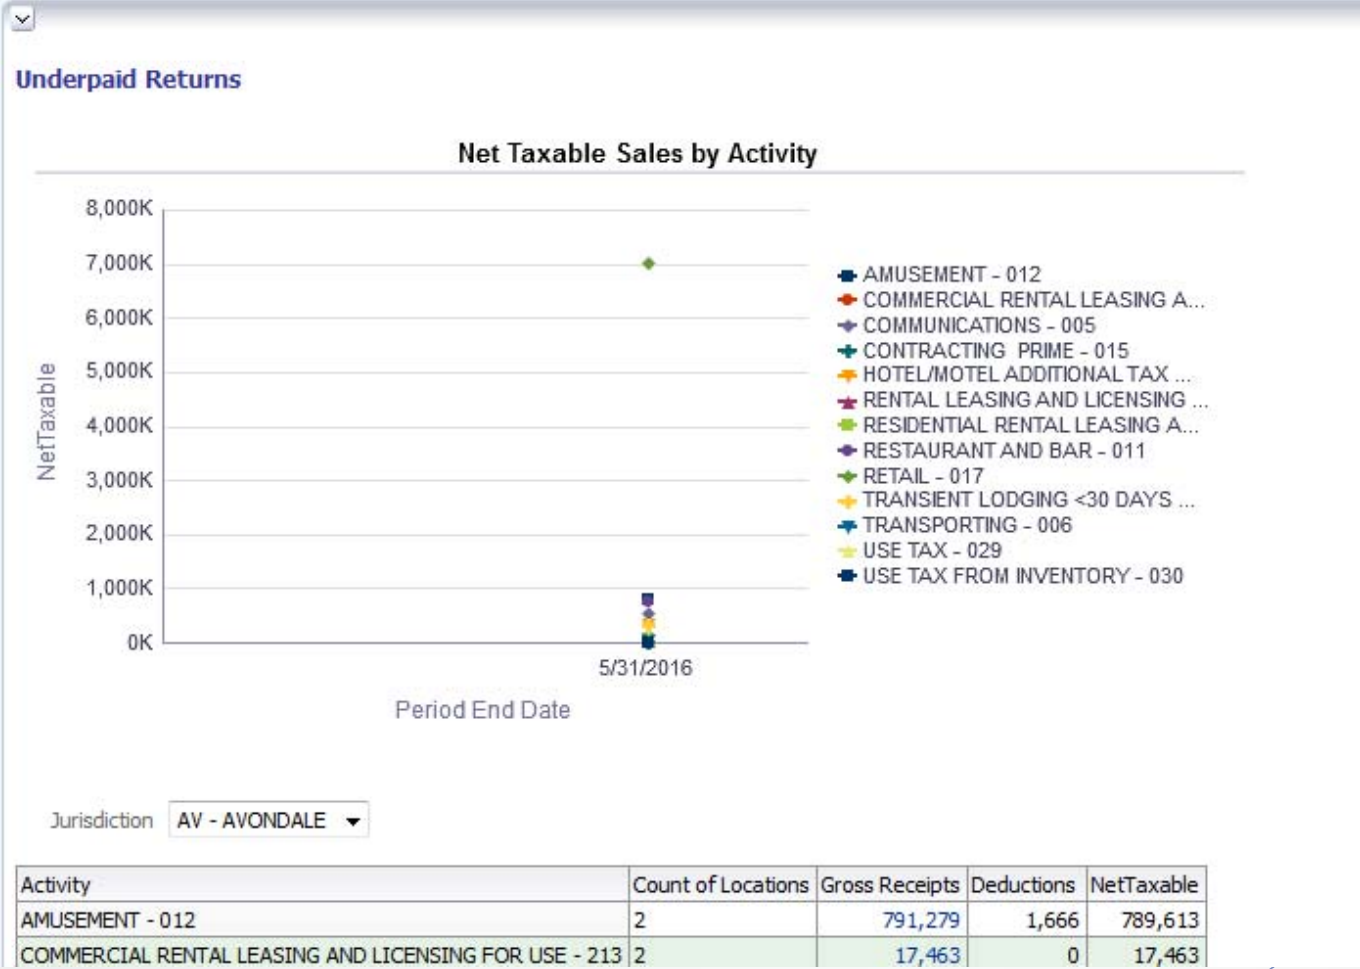 Underpaid Returns
Net Taxable Sales by Activity
8,000K
7,000K
6,000K
5,000K
4,000K
3,000K
2,000K
1,000K
0K
NetTaxable
5/31/2016
Period End Date
AMUSEMENT - 012
COMMERCIAL RENTAL LEASING A...
COMMUNICATIONS - 005
CONTRACTING PRIME - 015
HOTEL/MOTEL ADDITIONAL TAX ...
RENTAL LEASING AND LICENSING ...
RESIDENTIAL RENTAL LEASING A...
RESTAURANT AND BAR - 011
RETAIL - 017
TRANSIENT LODGING <30 DAYS ...
TRANSPORTING - 006
USE TAX - 029
USE TAX FROM INVENTORY - 030
Jurisdiction AV - AVONDALE
Activity Count of Locations Gross Receipts Deductions NetTaxable
AMUSEMENT - 012 2 791,279 1,666 789,613
COMMERCIAL RENTAL LEASING AND LICENSING FOR USE - 213 2 17,463 0 17,463